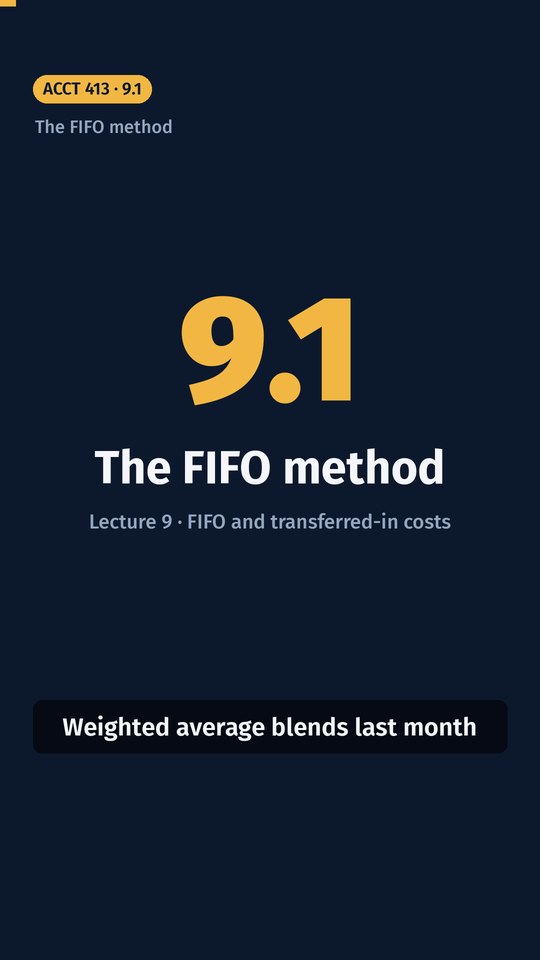 ACCT 413 · 9.1
The FIFO method
9.1
The FIFO method
Lecture 9 · FIFO and transferred-in costs
Weighted average blends last month